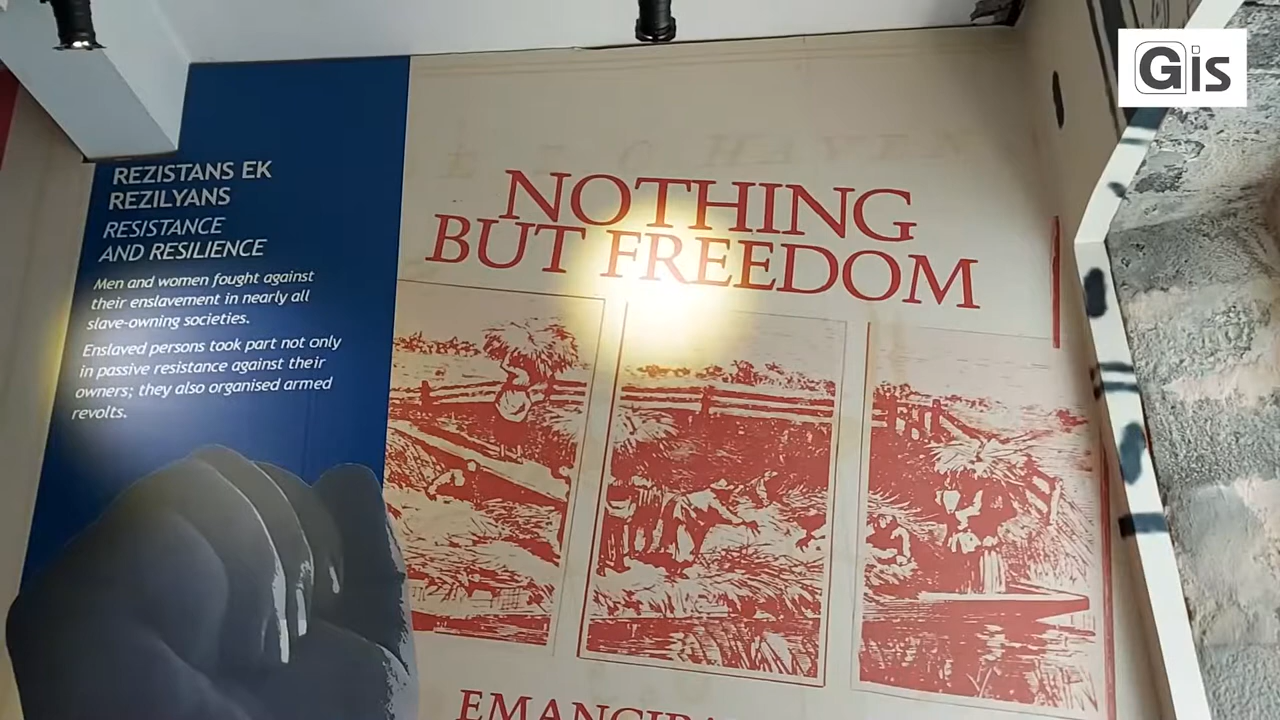 Gis
REZISTANS EK
REZILYANS
RESISTANCE
AND RESILIENCE
Men and women fought against
their enslavement in nearly all
slave-owning societies.
Enslaved persons took part not only
in passive resistance against their
owners; they also organised armed
revolts.
NOTHING
BUT FREEDOM